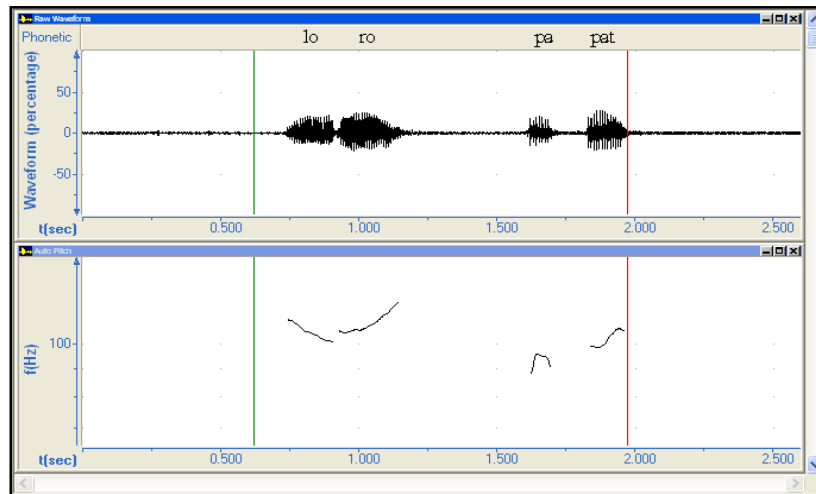 Raw Waveform
Phonetic lo ro pa pat
Waveform (percentage)
50
0
-50
t(sec) 0.500 1.000 1.500 2.000 2.500
Auto Pitch
f(Hz)
100
t(sec) 0.500 1.000 1.500 2.000 2.500